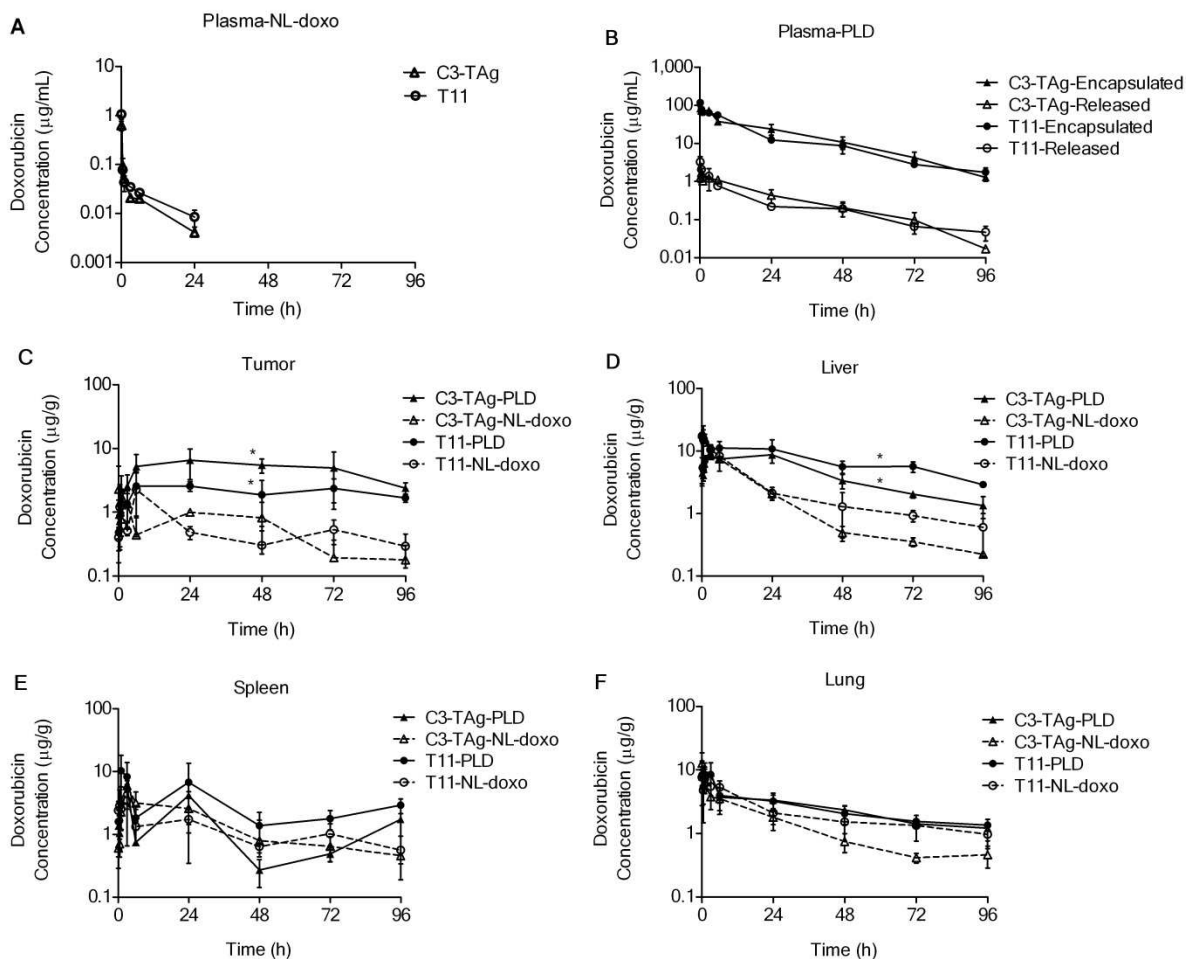 A
Plasma-NL-doxo
Doxorubicin
Concentration (µg/mL)
10
1
0.1
0.01
0.001
0 24 48 72 96
Time (h)
C3-TAg
T11
B
Plasma-PLD
Doxorubicin
Concentration (µg/mL)
1,000
100
10
1
0.1
0.01
0 24 48 72 96
Time (h)
C3-TAg-Encapsulated
C3-TAg-Released
T11-Encapsulated
T11-Released
C
Tumor
Doxorubicin
Concentration (µg/g)
100
10
1
0.1
*
*
0 24 48 72 96
Time (h)
C3-TAg-PLD
C3-TAg-NL-doxo
T11-PLD
T11-NL-doxo
D
Liver
Doxorubicin
Concentration (µg/g)
100
10
1
0.1
*
*
0 24 48 72 96
Time (h)
C3-TAg-PLD
C3-TAg-NL-doxo
T11-PLD
T11-NL-doxo
E
Spleen
Doxorubicin
Concentration (µg/g)
100
10
1
0.1
0 24 48 72 96
Time (h)
C3-TAg-PLD
C3-TAg-NL-doxo
T11-PLD
T11-NL-doxo
F
Lung
Doxorubicin
Concentration (µg/g)
100
10
1
0.1
0 24 48 72 96
Time (h)
C3-TAg-PLD
C3-TAg-NL-doxo
T11-PLD
T11-NL-doxo